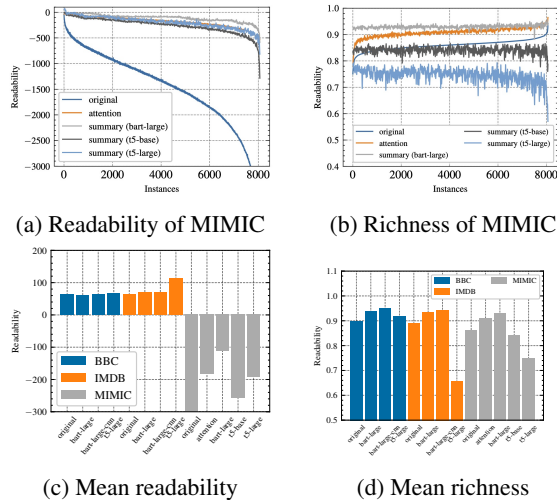 Readability
0
−500
−1000
−1500
−2000
−2500
−3000
original
attention
summary (bart-large)
summary (t5-base)
summary (t5-large)
0 2000 4000 6000 8000
Instances
(a) Readability of MIMIC
Readability
1.0
0.9
0.8
0.7
0.6
0.5
0.4
original
attention
summary (bart-large)
summary (t5-base)
summary (t5-large)
0 2000 4000 6000 8000
Instances
(b) Richness of MIMIC
Readability
200
100
0
−100
−200
−300
BBC
IMDB
MIMIC
original
bart-large
bart-large-cnn
t5-large
original
bart-large
bart-large-cnn
t5-large
original
attention
bart-large
t5-base
t5-large
(c) Mean readability
Readability
1.1
1.0
0.9
0.8
0.7
0.6
0.5
0.4
BBC
IMDB
MIMIC
original
bart-large
bart-large-cnn
t5-large
original
bart-large
t5-large
original
attention
bart-large
t5-base
t5-large
(d) Mean richness